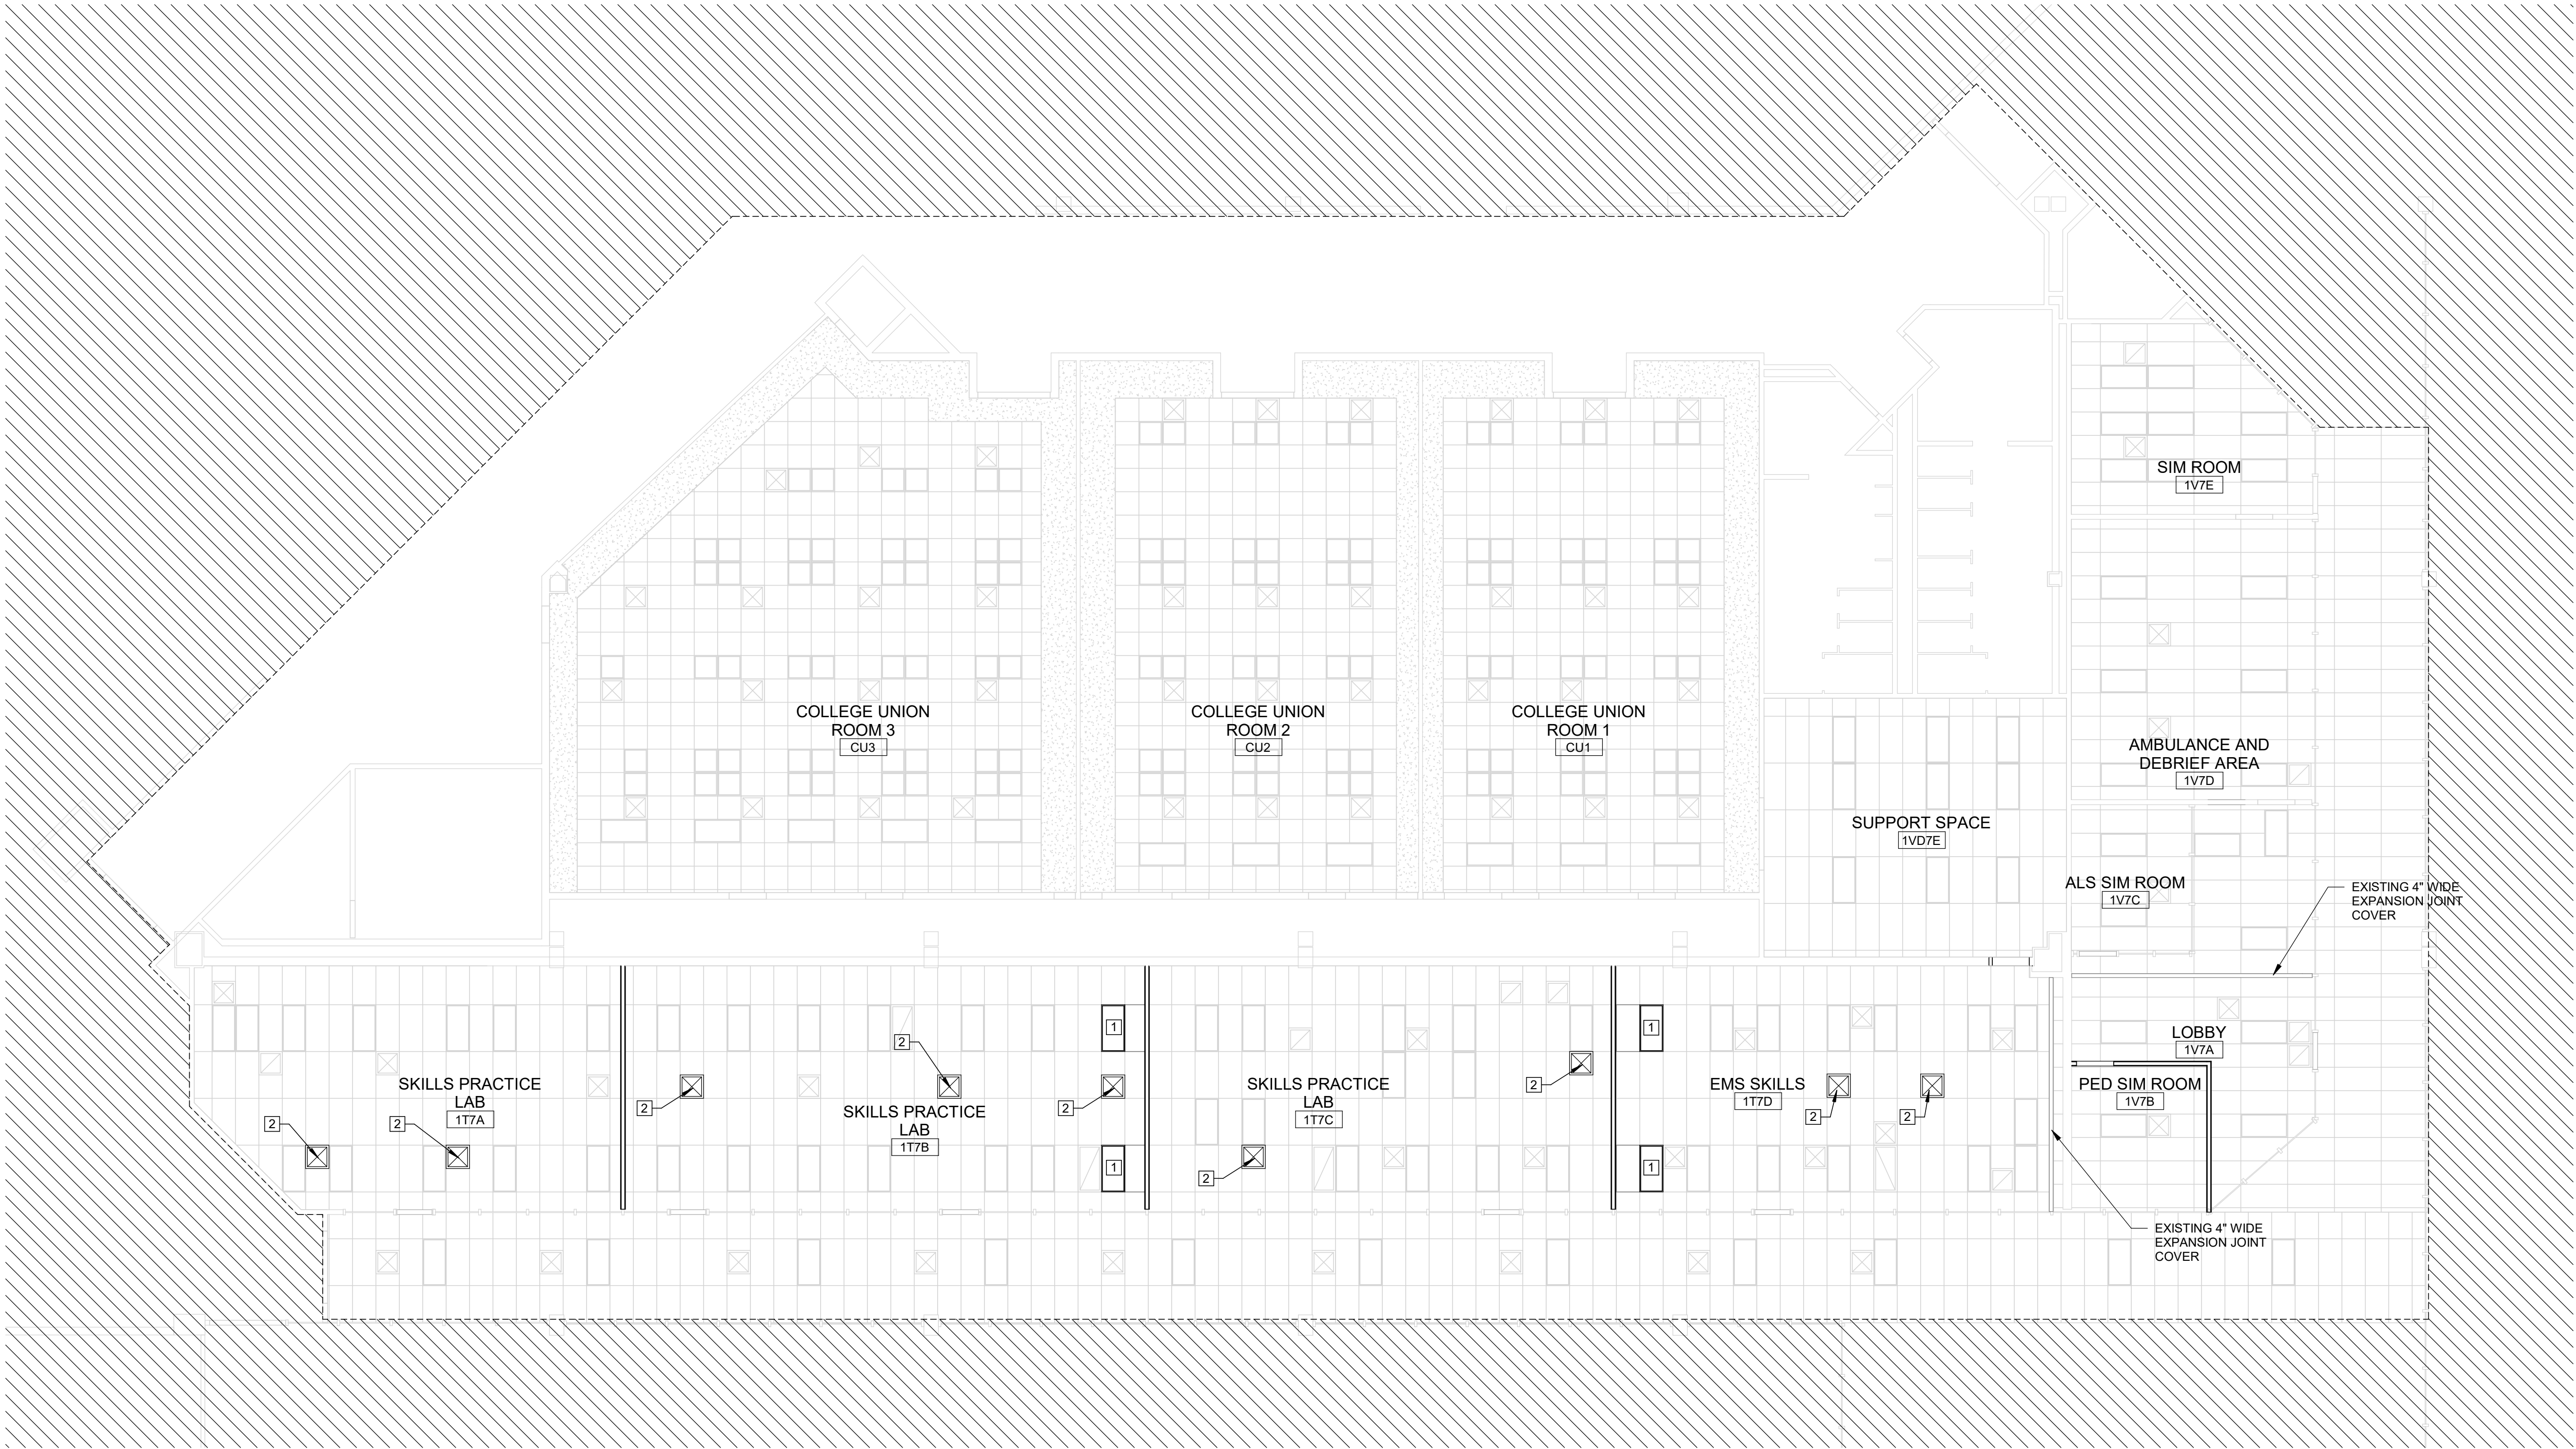 SIM ROOM
1V7E
COLLEGE UNION
ROOM 3
CU3
COLLEGE UNION
ROOM 2
CU2
COLLEGE UNION
ROOM 1
CU1
AMBULANCE AND
DEBRIEF AREA
1V7D
SUPPORT SPACE
1VD7E
ALS SIM ROOM
1V7C
EXISTING 4" WIDE
EXPANSION JOINT
COVER
LOBBY
1V7A
PED SIM ROOM
1V7B
SKILLS PRACTICE
LAB
1T7A
2
2
SKILLS PRACTICE
LAB
1T7B
2
2
2
1
1
SKILLS PRACTICE
LAB
1T7C
2
2
EMS SKILLS
1T7D
1
1
2
2
EXISTING 4" WIDE
EXPANSION JOINT
COVER